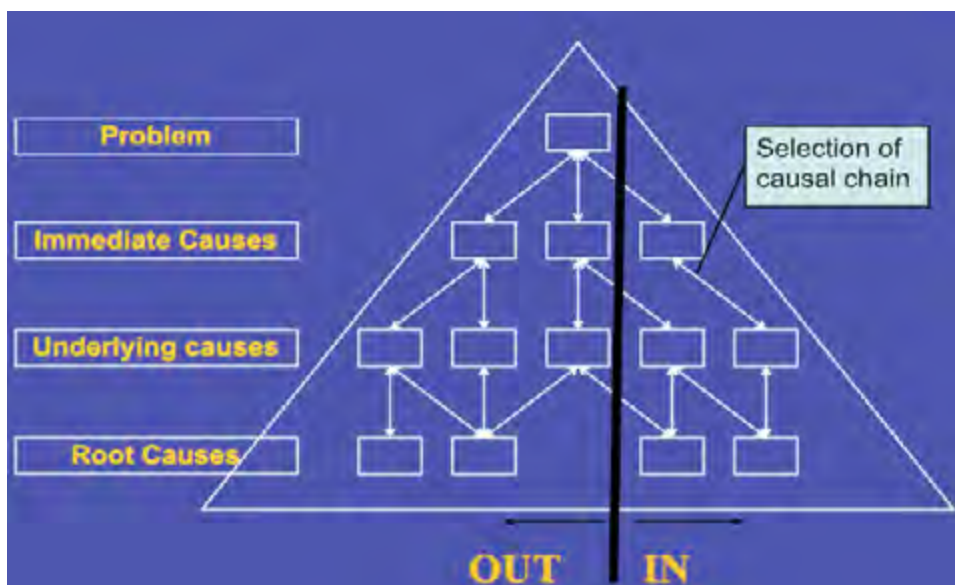 Problem
Selection of
causal chain
Immediate Causes
Underlying causes
Root Causes
OUT
IN